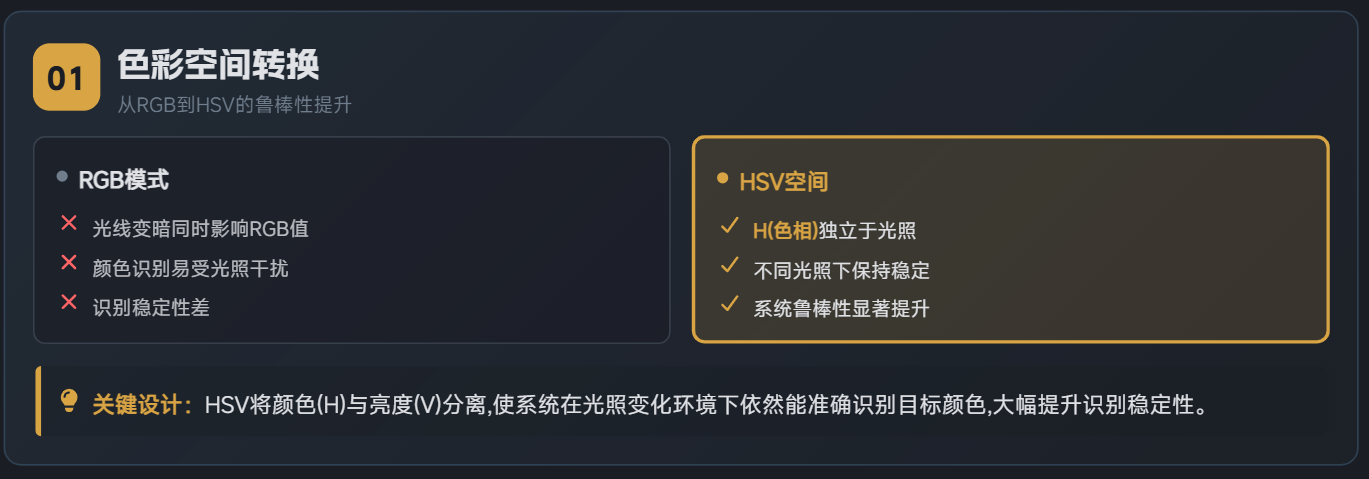 01
色彩空间转换
从RGB到HSV的鲁棒性提升
RGB模式
光线变暗同时影响RGB值
颜色识别易受光照干扰
识别稳定性差
HSV空间
H(色相)独立于光照
不同光照下保持稳定
系统鲁棒性显著提升
关键设计：HSV将颜色(H)与亮度(V)分离,使系统在光照变化环境下依然能准确识别目标颜色,大幅提升识别稳定性。